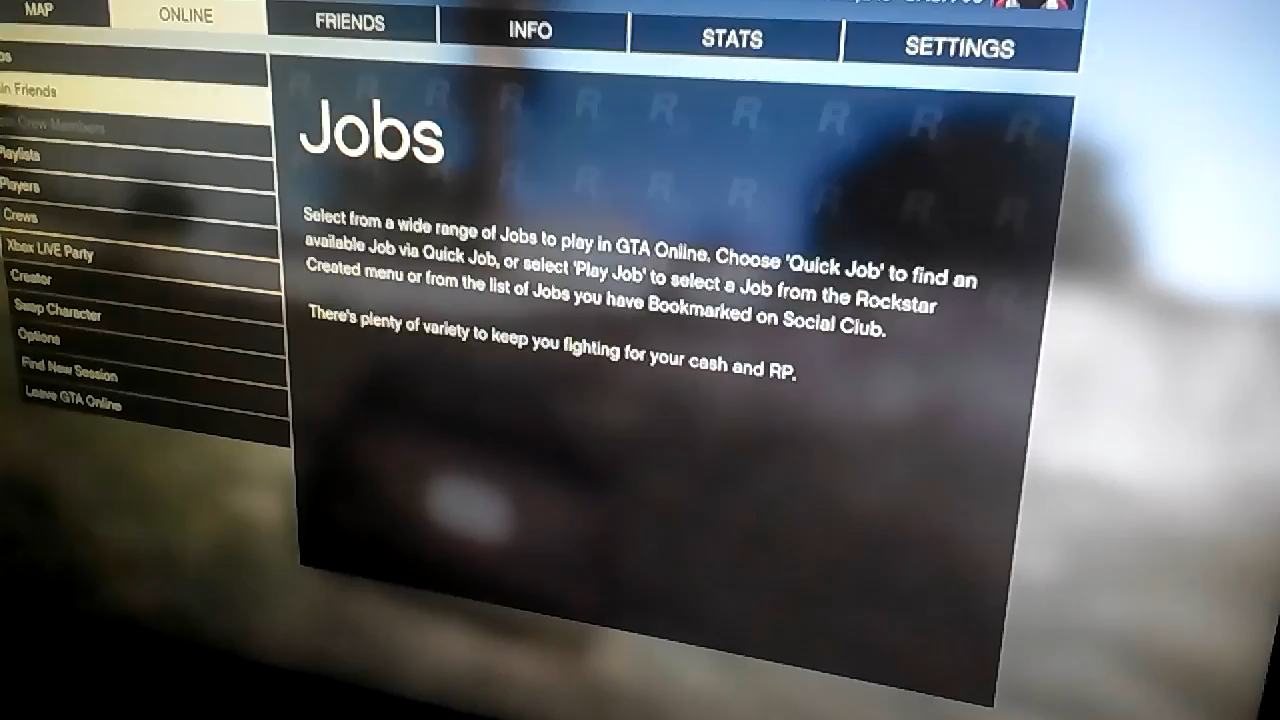 MAP ONLINE FRIENDS INFO STATS SETTINGS
in Friends
Crew Members
Playlists
Players
Crews
Xbox LIVE Party
Creator
Swap Character
Options
Find New Session
Leave GTA Online
Jobs
Select from a wide range of Jobs to play in GTA Online. Choose 'Quick Job' to find an
available Job via Quick Job, or select 'Play Job' to select a Job from the Rockstar
Created menu or from the list of Jobs you have Bookmarked on Social Club.
There's plenty of variety to keep you fighting for your cash and RP.